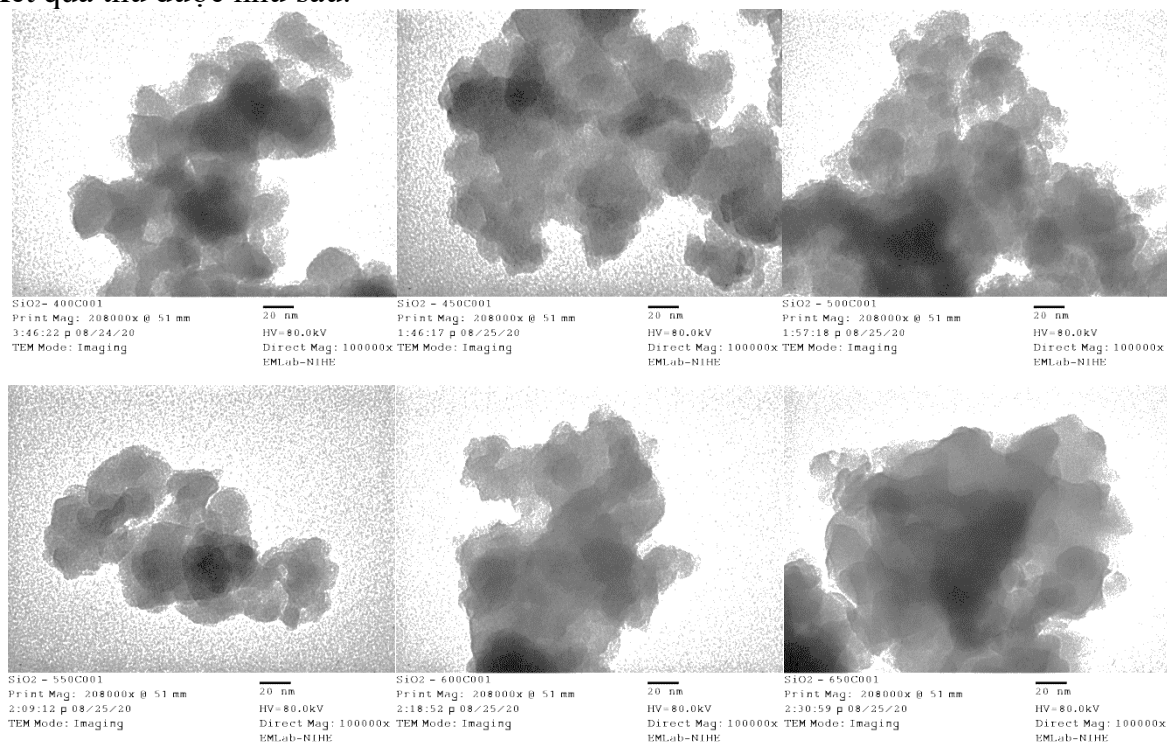 quả thu được như sau.
SiO2- 400C001
Print Mag: 208000x @ 51 mm
3:46:22 p 08/24/20
TEM Mode: Imaging
20 nm
HV=80.0kV
Direct Mag: 100000x
EMLab-NIHE
SiO2 - 450C001
Print Mag: 208000x @ 51 mm
1:46:17 p 08/25/20
TEM Mode: Imaging
20 nm
HV=80.0kV
Direct Mag: 100000x
EMLab-NIHE
SiO2 - 500C001
Print Mag: 208000x @ 51 mm
1:57:18 p 08/25/20
TEM Mode: Imaging
20 nm
HV=80.0kV
Direct Mag: 100000x
EMLab-NIHE
SiO2 - 550C001
Print Mag: 208000x @ 51 mm
2:09:12 p 08/25/20
TEM Mode: Imaging
20 nm
HV=80.0kV
Direct Mag: 100000x
EMLab-NIHE
SiO2 - 600C001
Print Mag: 208000x @ 51 mm
2:18:52 p 08/25/20
TEM Mode: Imaging
20 nm
HV=80.0kV
Direct Mag: 100000x
EMLab-NIHE
SiO2 - 650C001
Print Mag: 208000x @ 51 mm
2:30:59 p 08/25/20
TEM Mode: Imaging
20 nm
HV=80.0kV
Direct Mag: 100000x
EMLab-NIHE